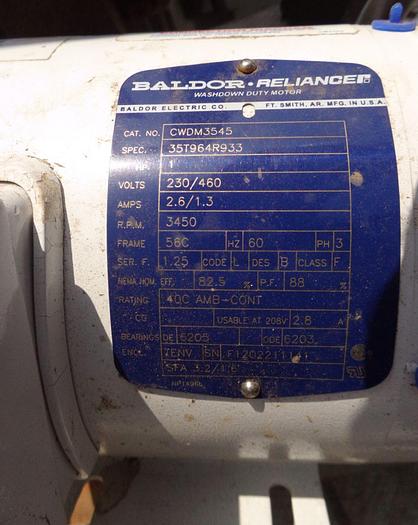 BALDOR • RELIANCE
WASHDOWN DUTY MOTOR
BALDOR ELECTRIC CO. FT. SMITH, AR. MFG. IN U.S.A.
CAT. NO. CWDM3545
SPEC. 35T964R933
HP 1
VOLTS 230/460
AMPS 2.6/1.3
R.P.M. 3450
FRAME 56C HZ 60 PH 3
SER. F. 1.25 CODE L DES B CLASS F
NEMA. NOM. EFF. 82.5 % P.F. 88 %
RATING 40C AMB-CONT
CC USABLE AT 208V 2.8 A
BEARINGS DE 6205 ODE 6203
ENCL. TENV SN
SFA 3.2/1.6